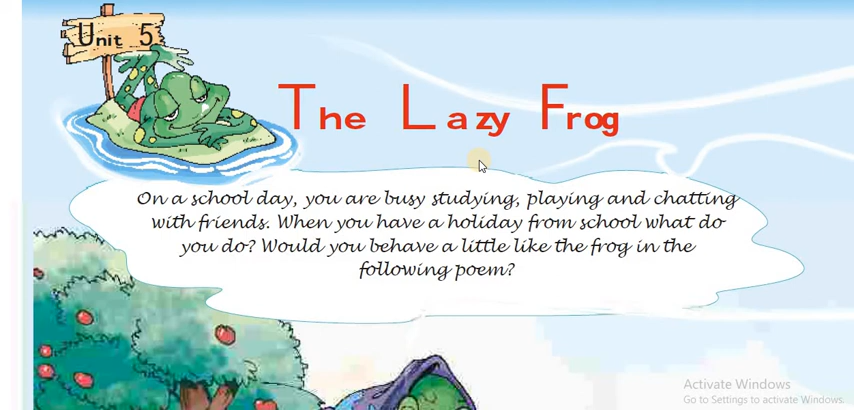 Unit 5
The Lazy Frog
On a school day, you are busy studying, playing and chatting
with friends. When you have a holiday from school what do
you do? Would you behave a little like the frog in the
following poem?
Activate Windows
Go to Settings to activate Windows.